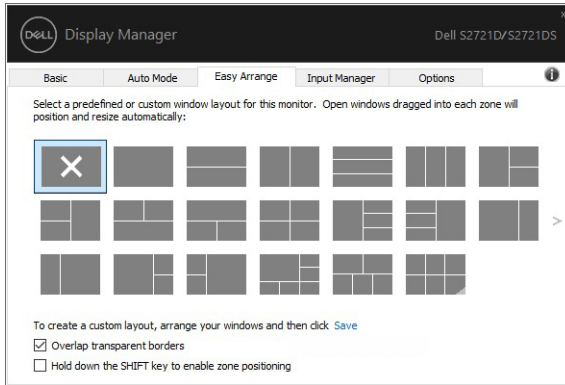 DELL Display Manager Dell S2721D/S2721DS
Basic Auto Mode Easy Arrange Input Manager Options
Select a predefined or custom window layout for this monitor. Open windows dragged into each zone will
position and resize automatically:
To create a custom layout, arrange your windows and then click Save
Overlap transparent borders
Hold down the SHIFT key to enable zone positioning